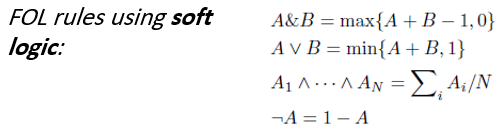 FOL rules using soft
logic:
A&B = max{A + B − 1, 0}
A ∨ B = min{A + B, 1}
A₁ ∧ ⋯ ∧ A_N = ∑ᵢ Aᵢ/N
¬A = 1 − A